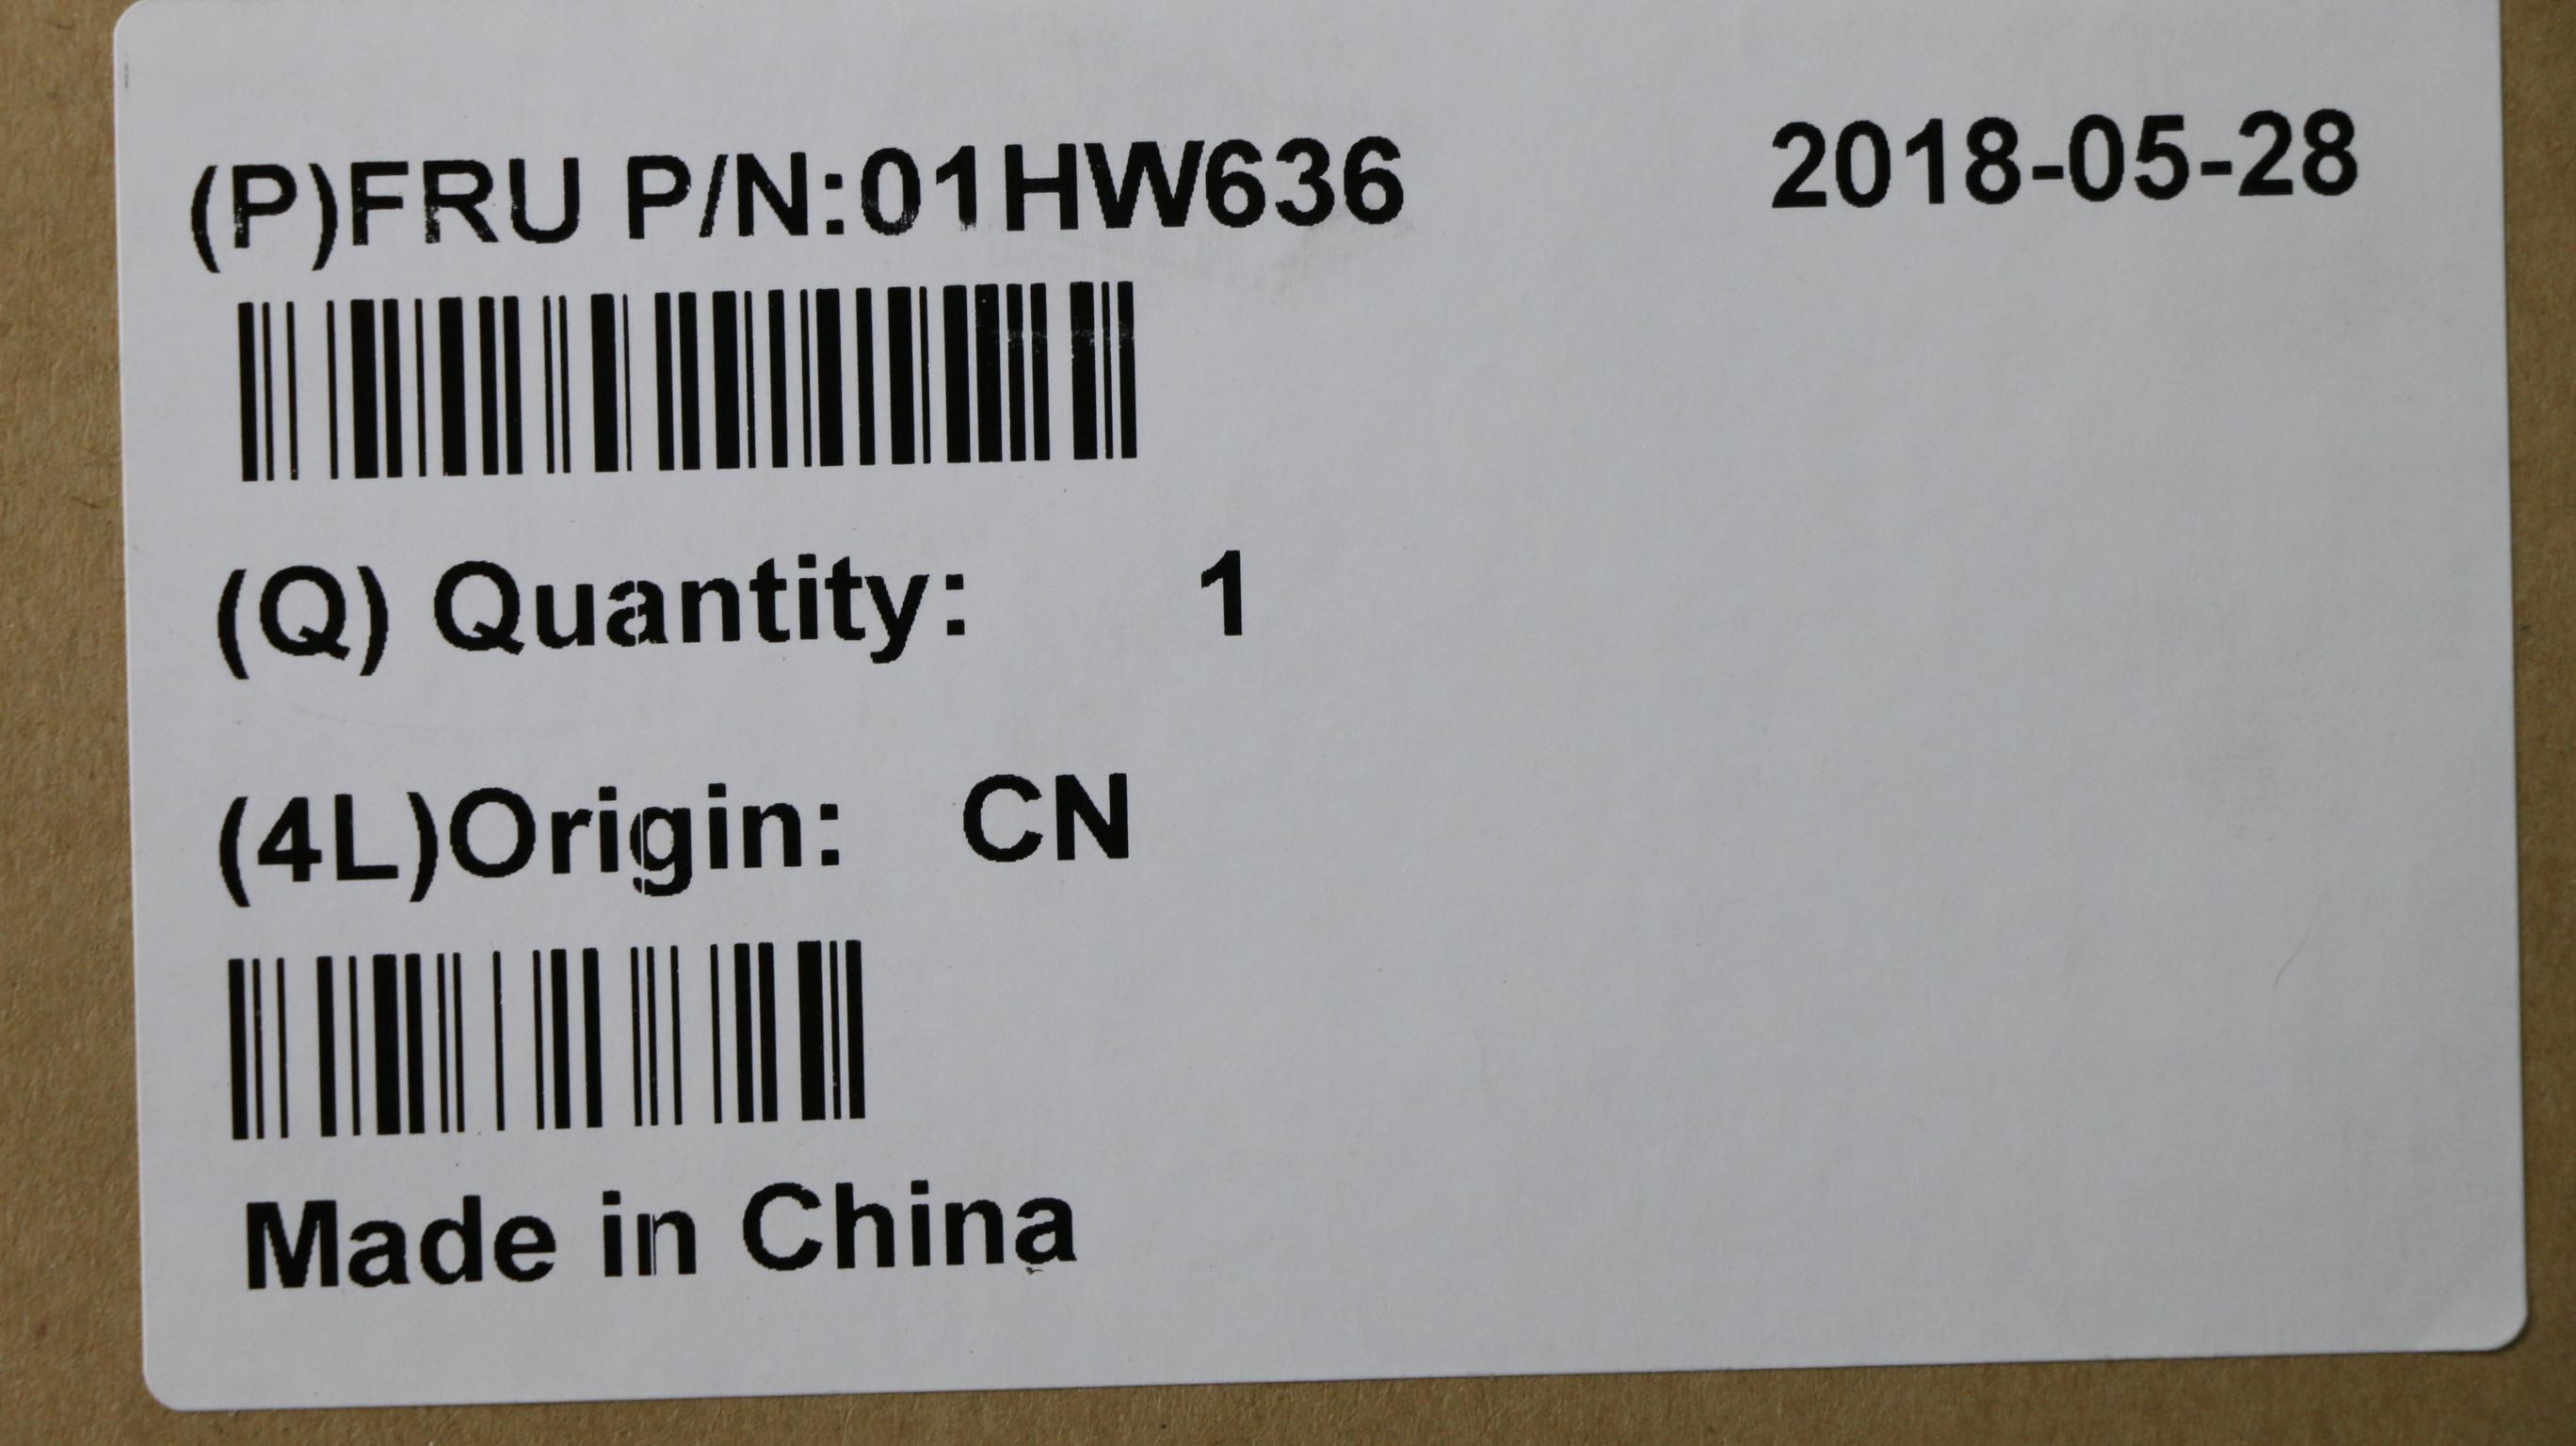 (P)FRU P/N:01HW636 2018-05-28
(Q) Quantity: 1
(4L)Origin: CN
Made in China